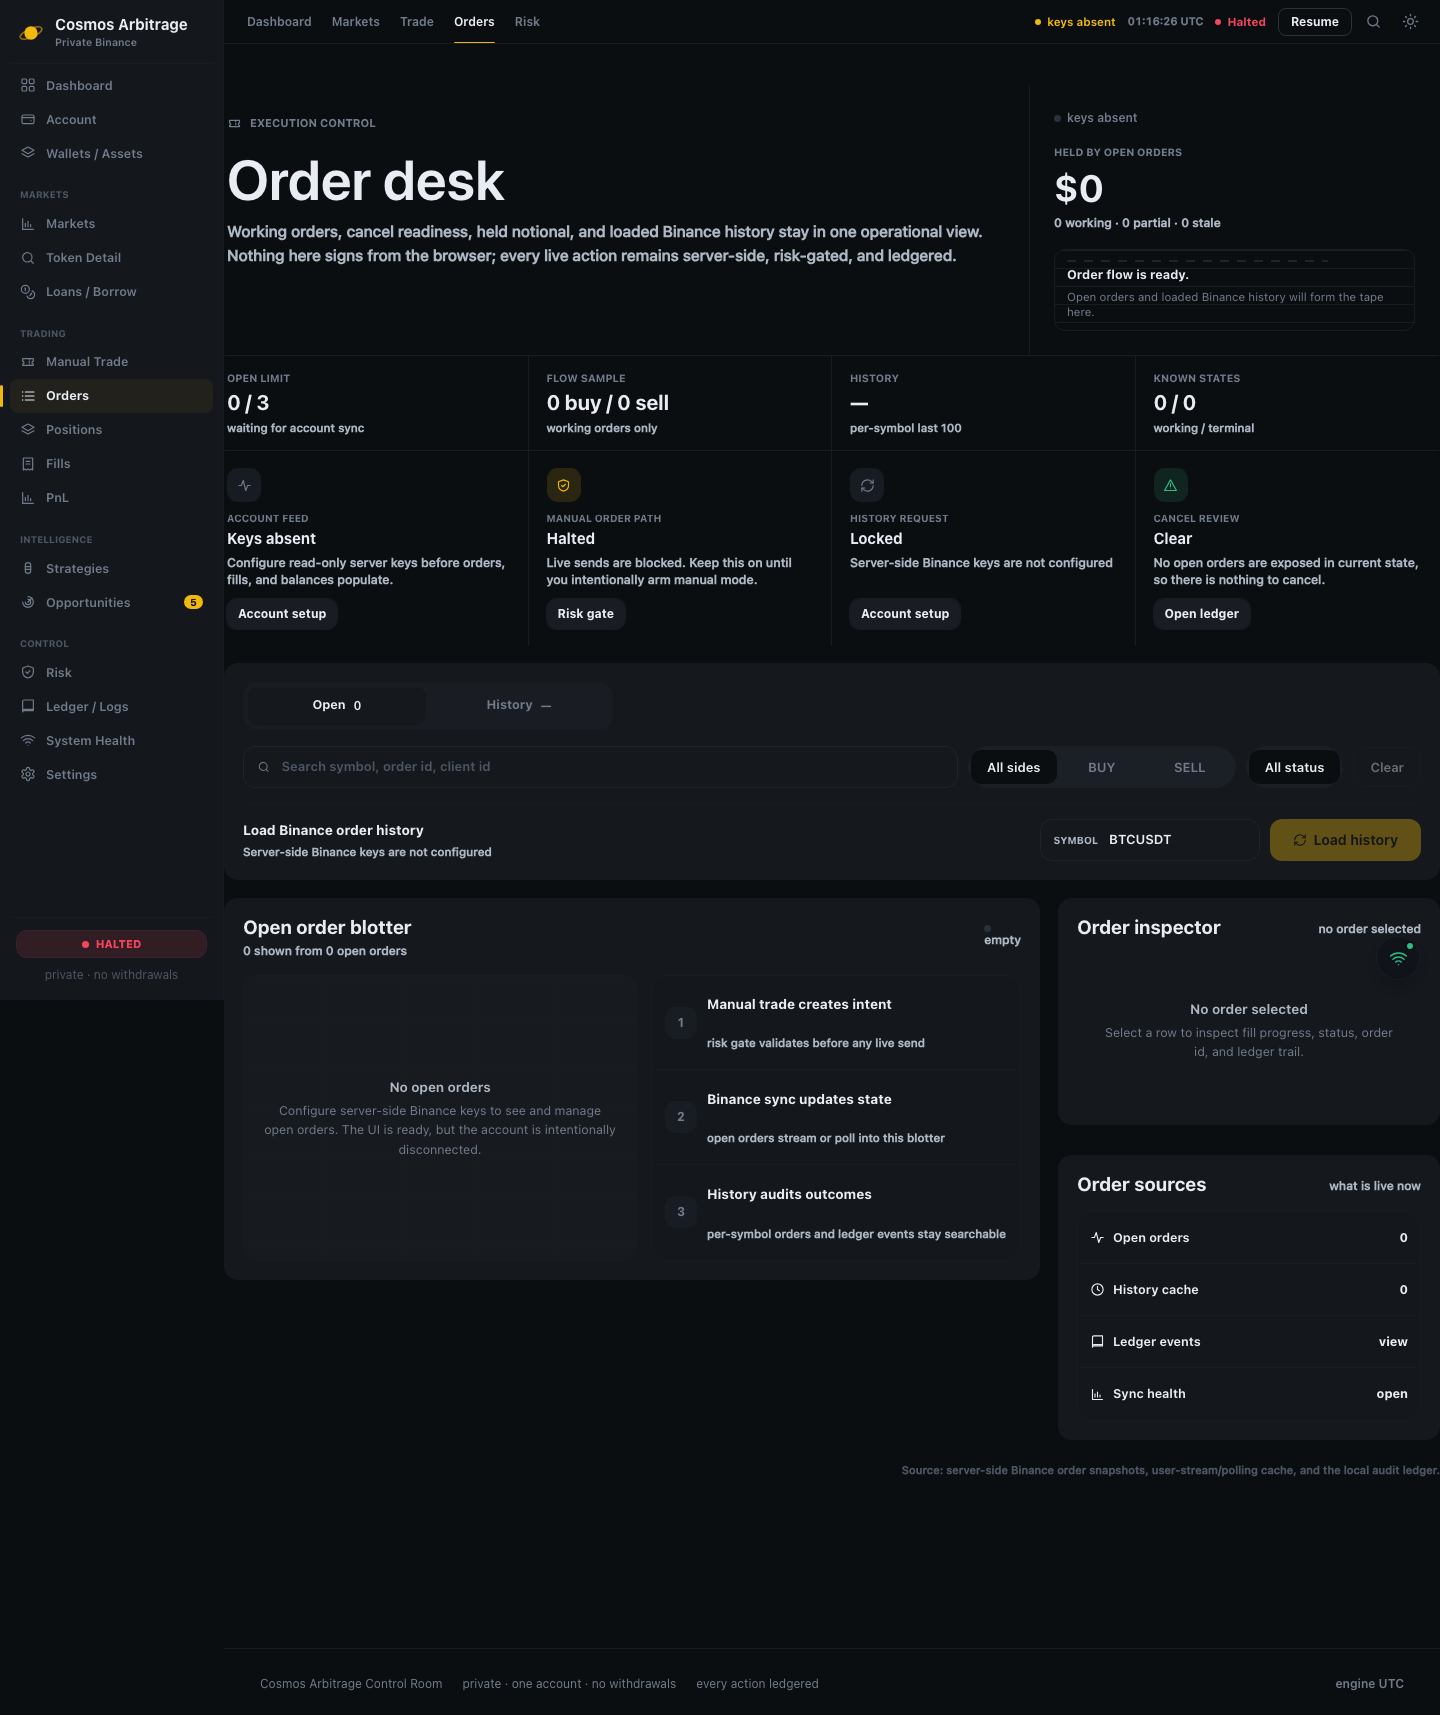 Cosmos Arbitrage
Private Binance
Dashboard
Account
Wallets / Assets
MARKETS
Markets
Token Detail
Loans / Borrow
TRADING
Manual Trade
Orders
Positions
Fills
PnL
INTELLIGENCE
Strategies
Opportunities 5
CONTROL
Risk
Ledger / Logs
System Health
Settings
HALTED
private · no withdrawals
Dashboard Markets Trade Orders Risk
keys absent 01:16:26 UTC Halted Resume
EXECUTION CONTROL
Order desk
Working orders, cancel readiness, held notional, and loaded Binance history stay in one operational view.
Nothing here signs from the browser; every live action remains server-side, risk-gated, and ledgered.
keys absent
HELD BY OPEN ORDERS
$0
0 working · 0 partial · 0 stale
Order flow is ready.
Open orders and loaded Binance history will form the tape
here.
OPEN LIMIT
0 / 3
waiting for account sync
FLOW SAMPLE
0 buy / 0 sell
working orders only
HISTORY
—
per-symbol last 100
KNOWN STATES
0 / 0
working / terminal
ACCOUNT FEED
Keys absent
Configure read-only server keys before orders,
fills, and balances populate.
Account setup
MANUAL ORDER PATH
Halted
Live sends are blocked. Keep this on until
you intentionally arm manual mode.
Risk gate
HISTORY REQUEST
Locked
Server-side Binance keys are not configured
Account setup
CANCEL REVIEW
Clear
No open orders are exposed in current state,
so there is nothing to cancel.
Open ledger
Open 0 History —
Search symbol, order id, client id
All sides BUY SELL All status Clear
Load Binance order history
Server-side Binance keys are not configured
SYMBOL BTCUSDT Load history
Open order blotter
0 shown from 0 open orders
empty
No open orders
Configure server-side Binance keys to see and manage
open orders. The UI is ready, but the account is intentionally
disconnected.
1 Manual trade creates intent
risk gate validates before any live send
2 Binance sync updates state
open orders stream or poll into this blotter
3 History audits outcomes
per-symbol orders and ledger events stay searchable
Order inspector no order selected
No order selected
Select a row to inspect fill progress, status, order
id, and ledger trail.
Order sources what is live now
Open orders 0
History cache 0
Ledger events view
Sync health open
Source: server-side Binance order snapshots, user-stream/polling cache, and the local audit ledger.
Cosmos Arbitrage Control Room private · one account · no withdrawals every action ledgered engine UTC